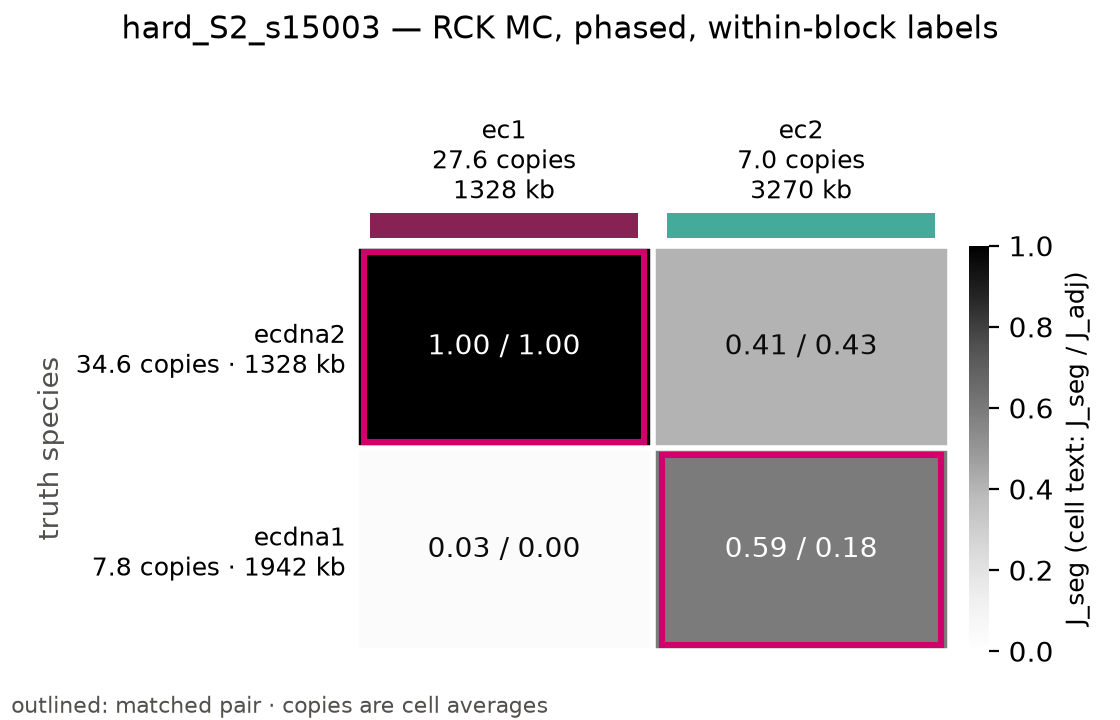 hard_S2_s15003 — RCK MC, phased, within-block labels
ec1
27.6 copies
1328 kb
ec2
7.0 copies
3270 kb
ecdna2
34.6 copies · 1328 kb
1.00 / 1.00
0.41 / 0.43
ecdna1
7.8 copies · 1942 kb
0.03 / 0.00
0.59 / 0.18
truth species
1.0
0.8
0.6
0.4
0.2
0.0
J_seg (cell text: J_seg / J_adj)
outlined: matched pair · copies are cell averages